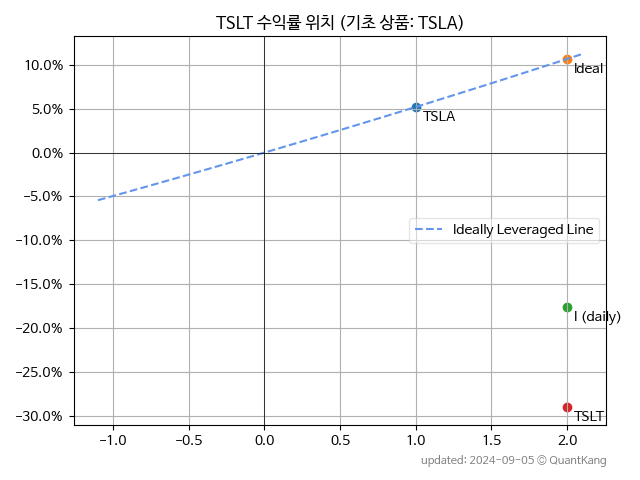 TSLT 수익률 위치 (기초 상품: TSLA)
10.0%
5.0%
0.0%
−5.0%
−10.0%
−15.0%
−20.0%
−25.0%
−30.0%
Ideal
TSLA
Ideally Leveraged Line
I (daily)
TSLT
−1.0 −0.5 0.0 0.5 1.0 1.5 2.0
updated: 2024-09-05 ⓒ QuantKang